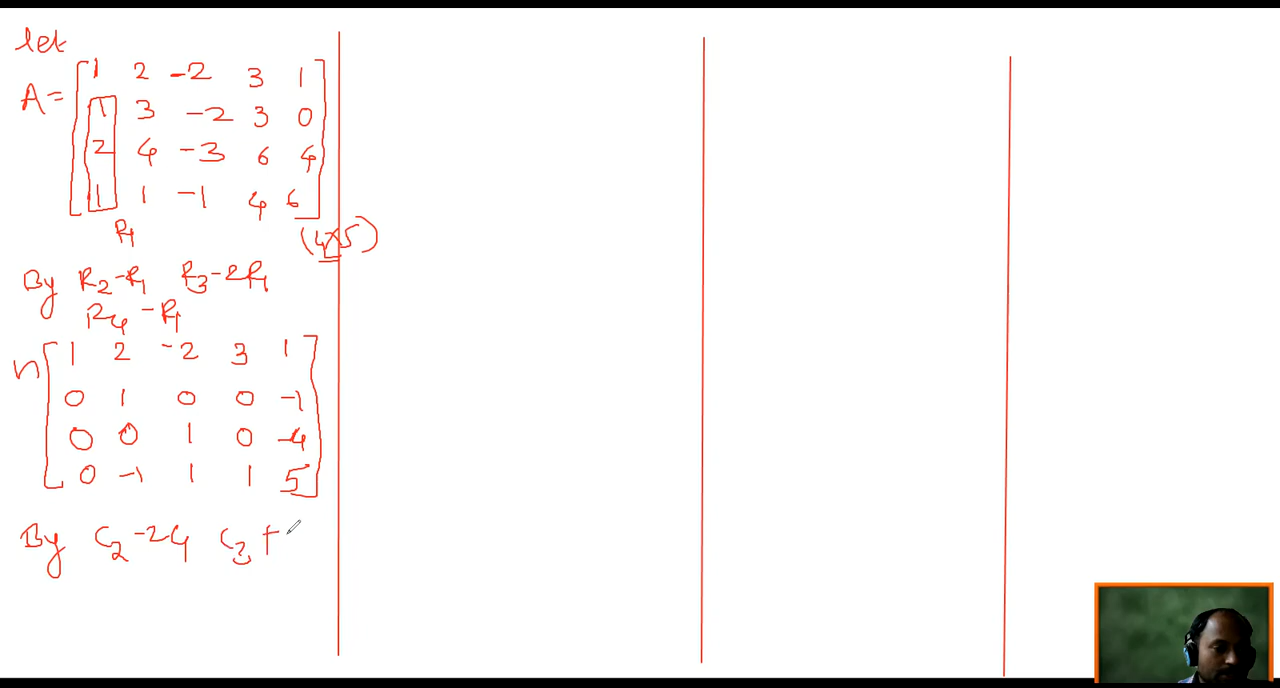 let
A = [ 1 2 -2 3 1
1 3 -2 3 0
2 4 -3 6 4
1 1 -1 4 6 ]
R1 (4x5)
By R2-R1 R3-2R1
R4 - R1
~ [ 1 2 -2 3 1
0 1 0 0 -1
0 0 1 0 -4
0 -1 1 1 5 ]
By C2 -2C1 C3 +